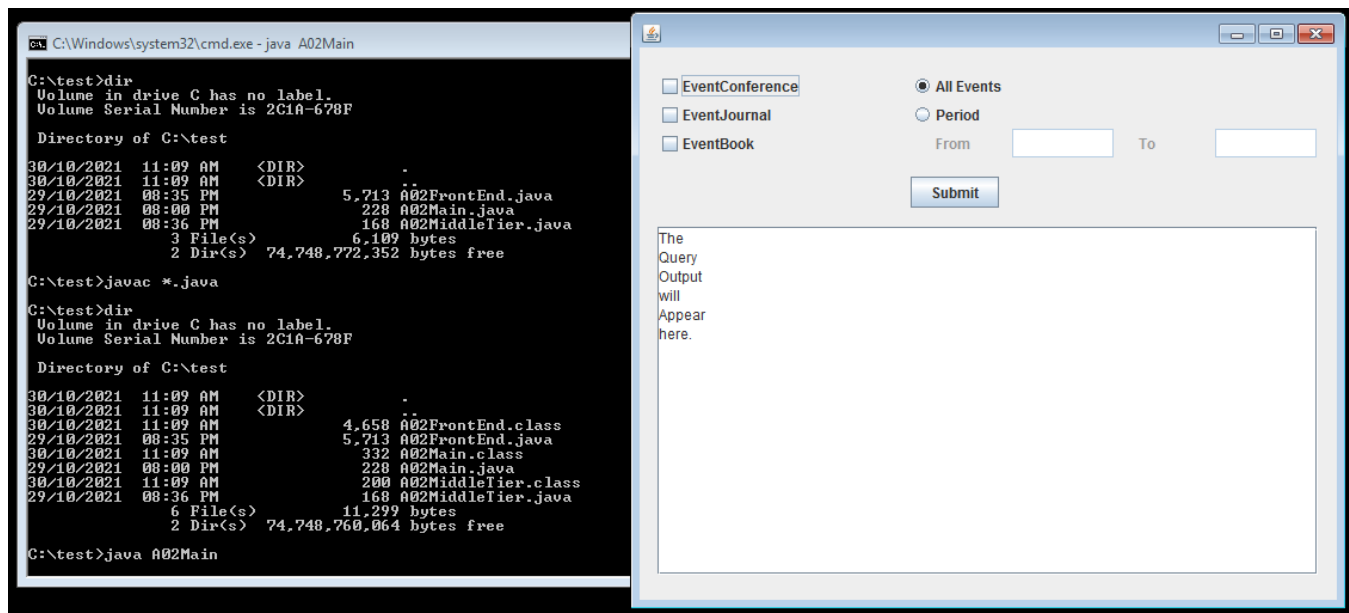 C:\Windows\system32\cmd.exe - java  A02Main
C:\test>dir
 Volume in drive C has no label.
 Volume Serial Number is 2C1A-678F
 Directory of C:\test
30/10/2021  11:09 AM    <DIR>          .
30/10/2021  11:09 AM    <DIR>          ..
29/10/2021  08:35 PM             5,713 A02FrontEnd.java
29/10/2021  08:00 PM               228 A02Main.java
29/10/2021  08:36 PM               168 A02MiddleTier.java
               3 File(s)          6,109 bytes
               2 Dir(s)  74,748,772,352 bytes free
C:\test>javac *.java
C:\test>dir
 Volume in drive C has no label.
 Volume Serial Number is 2C1A-678F
 Directory of C:\test
30/10/2021  11:09 AM    <DIR>          .
30/10/2021  11:09 AM    <DIR>          ..
30/10/2021  11:09 AM             4,658 A02FrontEnd.class
29/10/2021  08:35 PM             5,713 A02FrontEnd.java
30/10/2021  11:09 AM               332 A02Main.class
29/10/2021  08:00 PM               228 A02Main.java
30/10/2021  11:09 AM               200 A02MiddleTier.class
29/10/2021  08:36 PM               168 A02MiddleTier.java
               6 File(s)         11,299 bytes
               2 Dir(s)  74,748,760,064 bytes free
C:\test>java A02Main
EventConference
All Events
EventJournal
Period
EventBook
From
To
Submit
The
Query
Output
will
Appear
here.